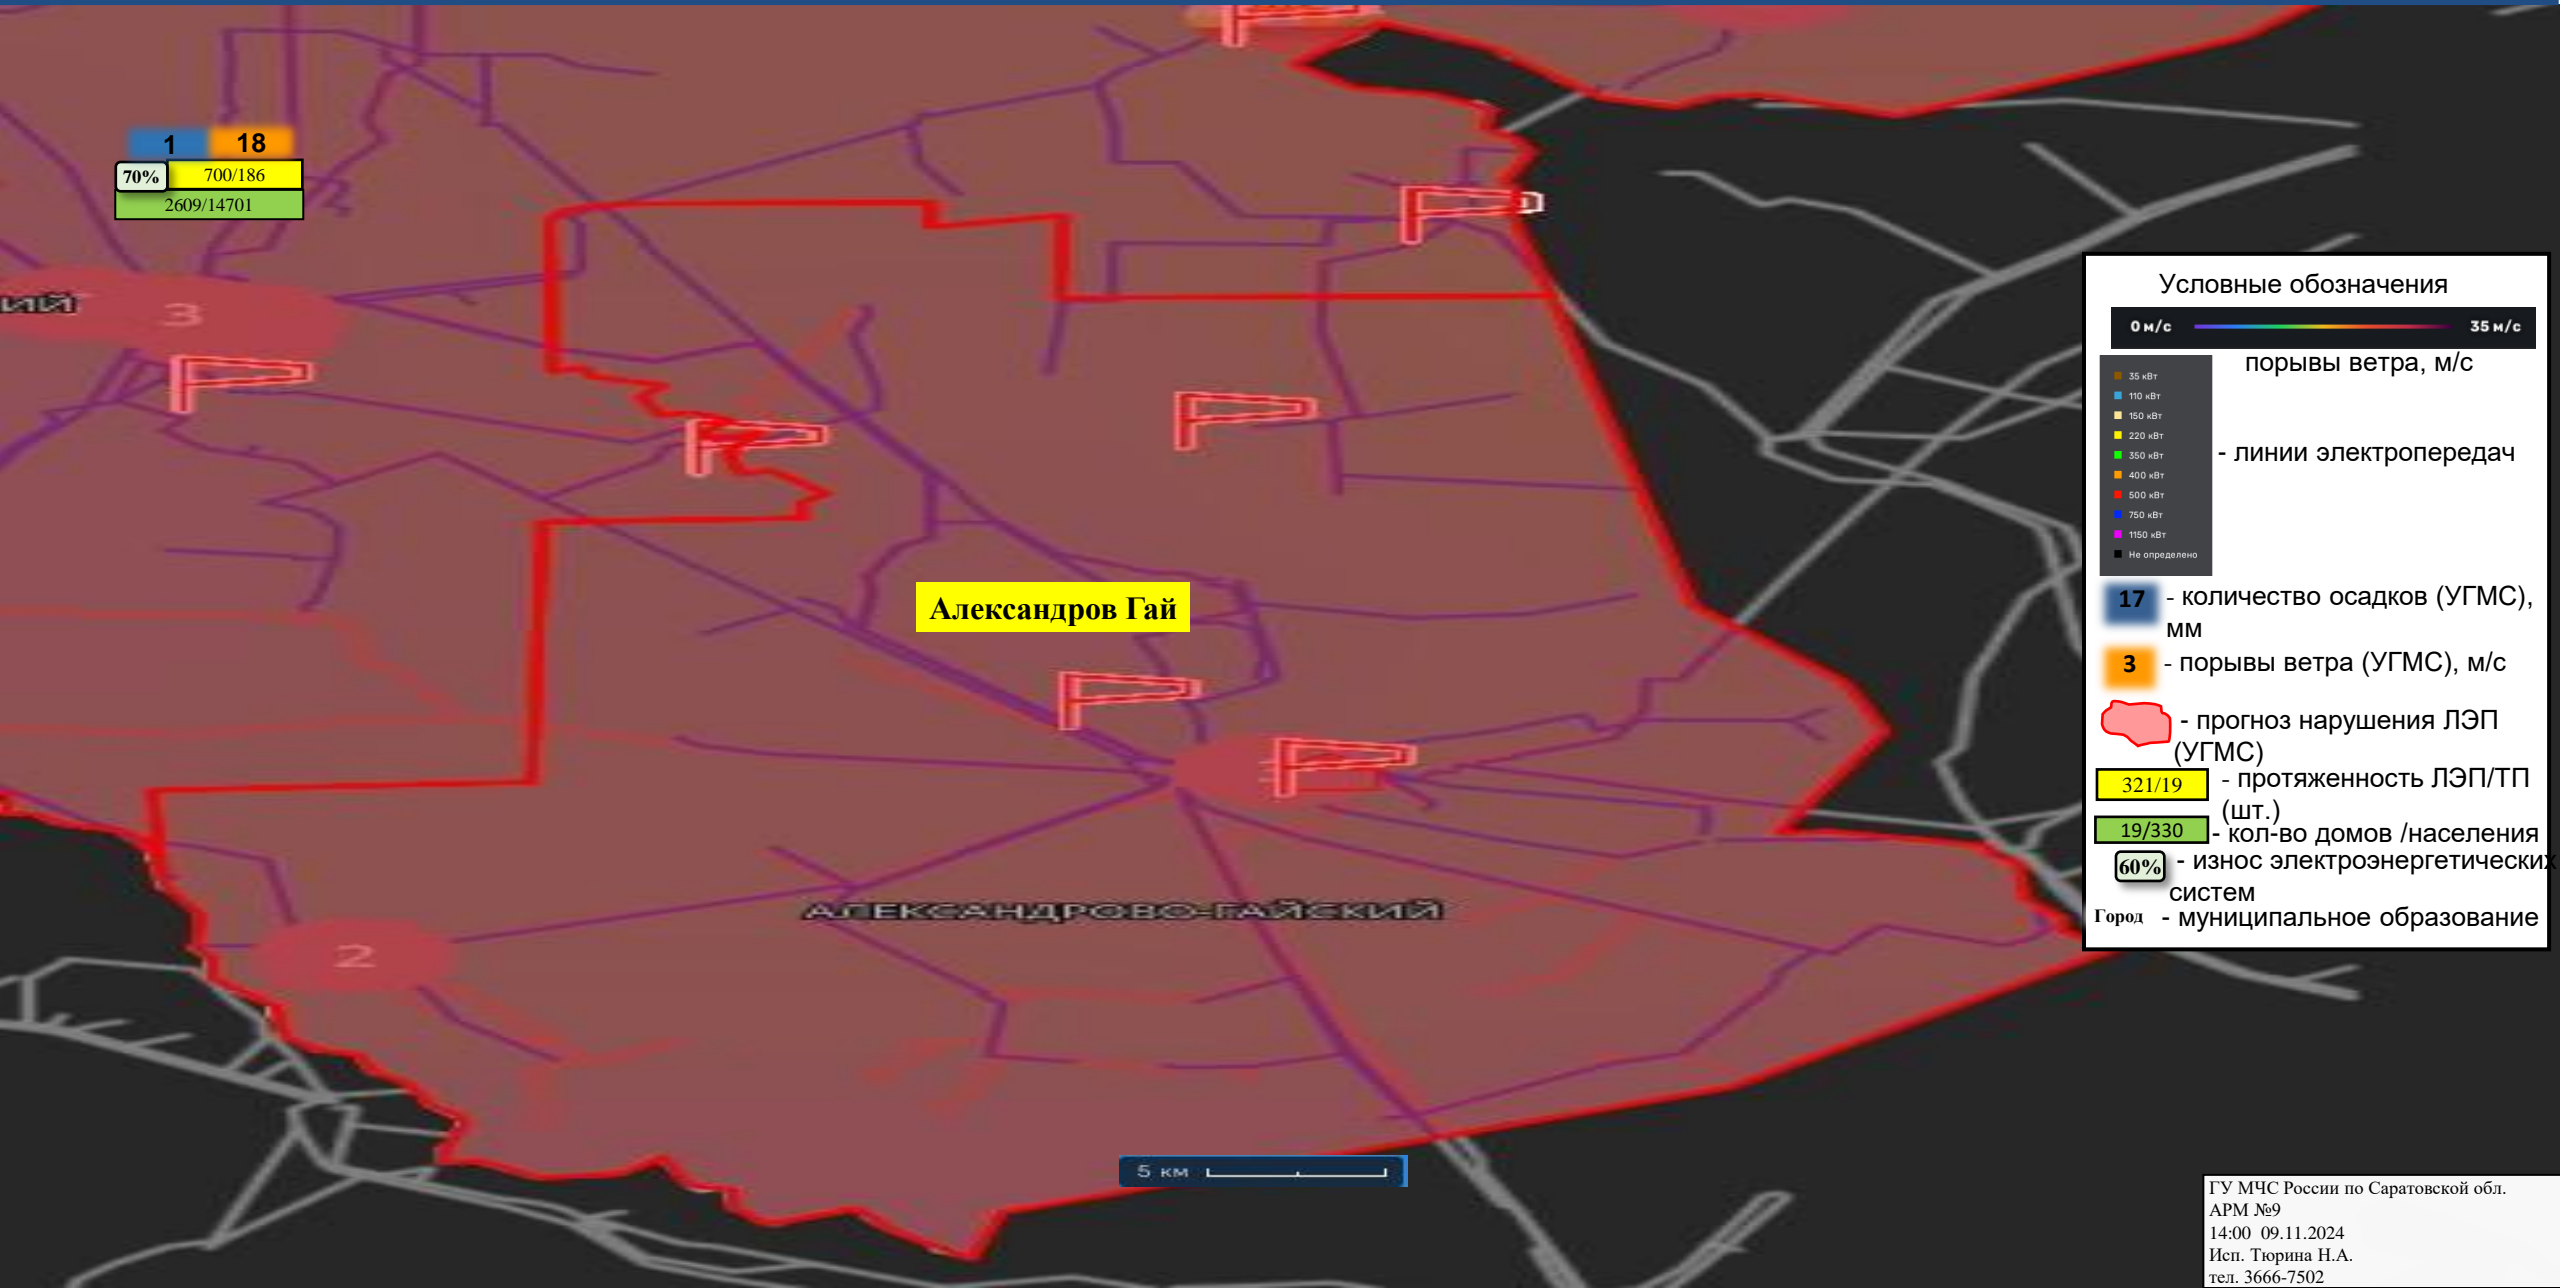 1 18
70% 700/186
2609/14701
3
Александров Гай
АЛЕКСАНДРОВО-ГАЙСКИЙ
2
5 км
Условные обозначения
0 м/с 35 м/с
порывы ветра, м/с
35 кВт
110 кВт
150 кВт
220 кВт
350 кВт
400 кВт
500 кВт
750 кВт
1150 кВт
Не определено
- линии электропередач
17 - количество осадков (УГМС),
мм
3 - порывы ветра (УГМС), м/с
- прогноз нарушения ЛЭП
(УГМС)
321/19 - протяженность ЛЭП/ТП
(шт.)
19/330 - кол-во домов /населения
60% - износ электроэнергетических
систем
Город - муниципальное образование
ГУ МЧС России по Саратовской обл.
АРМ №9
14:00 09.11.2024
Исп. Тюрина Н.А.
тел. 3666-7502